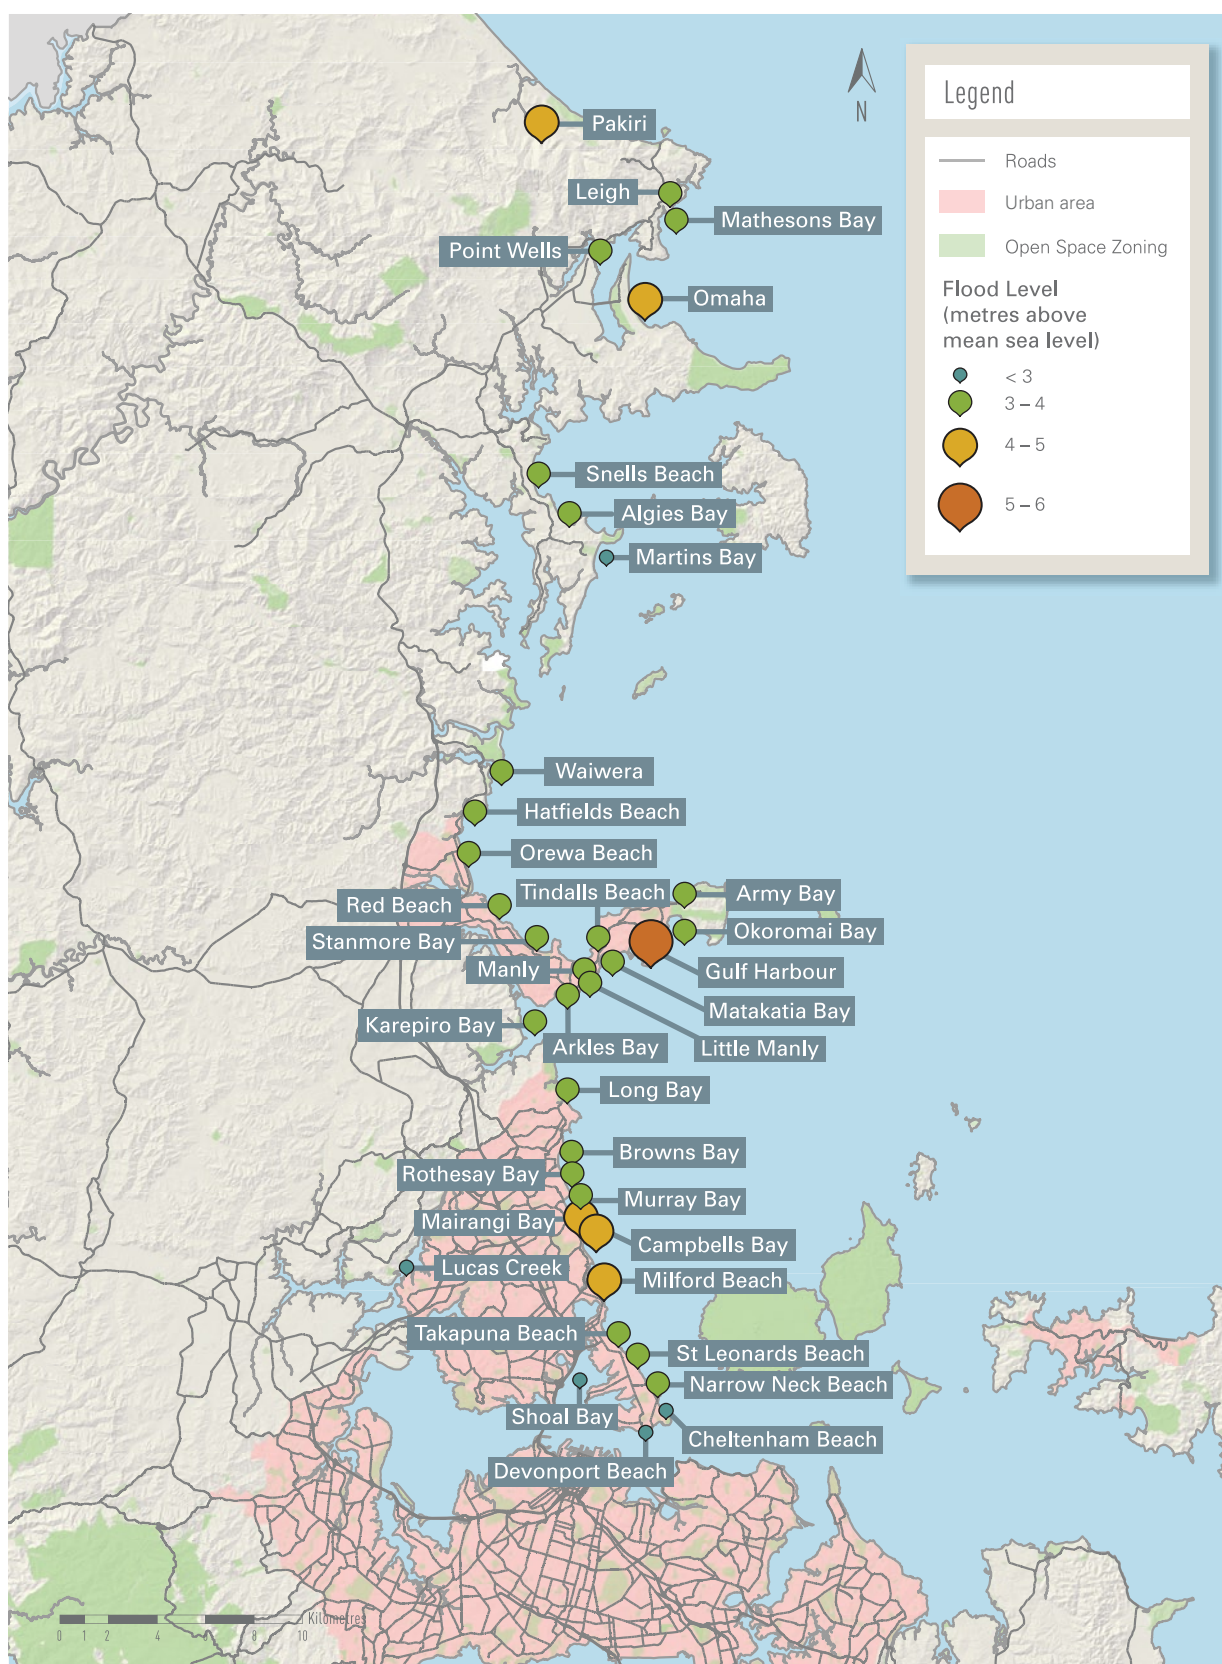 Pakiri
Leigh
Mathesons Bay
Point Wells
Omaha
Snells Beach
Algies Bay
Martins Bay
Waiwera
Hatfields Beach
Orewa Beach
Tindalls Beach
Army Bay
Red Beach
Okoromai Bay
Stanmore Bay
Manly
Gulf Harbour
Matakatia Bay
Karepiro Bay
Arkles Bay
Little Manly
Long Bay
Browns Bay
Rothesay Bay
Murray Bay
Mairangi Bay
Campbells Bay
Lucas Creek
Milford Beach
Takapuna Beach
St Leonards Beach
Narrow Neck Beach
Shoal Bay
Cheltenham Beach
Devonport Beach
N
Legend
Roads
Urban area
Open Space Zoning
Flood Level
(metres above
mean sea level)
< 3
3 – 4
4 – 5
5 – 6
Kilometres
0 1 2 4 6 8 10